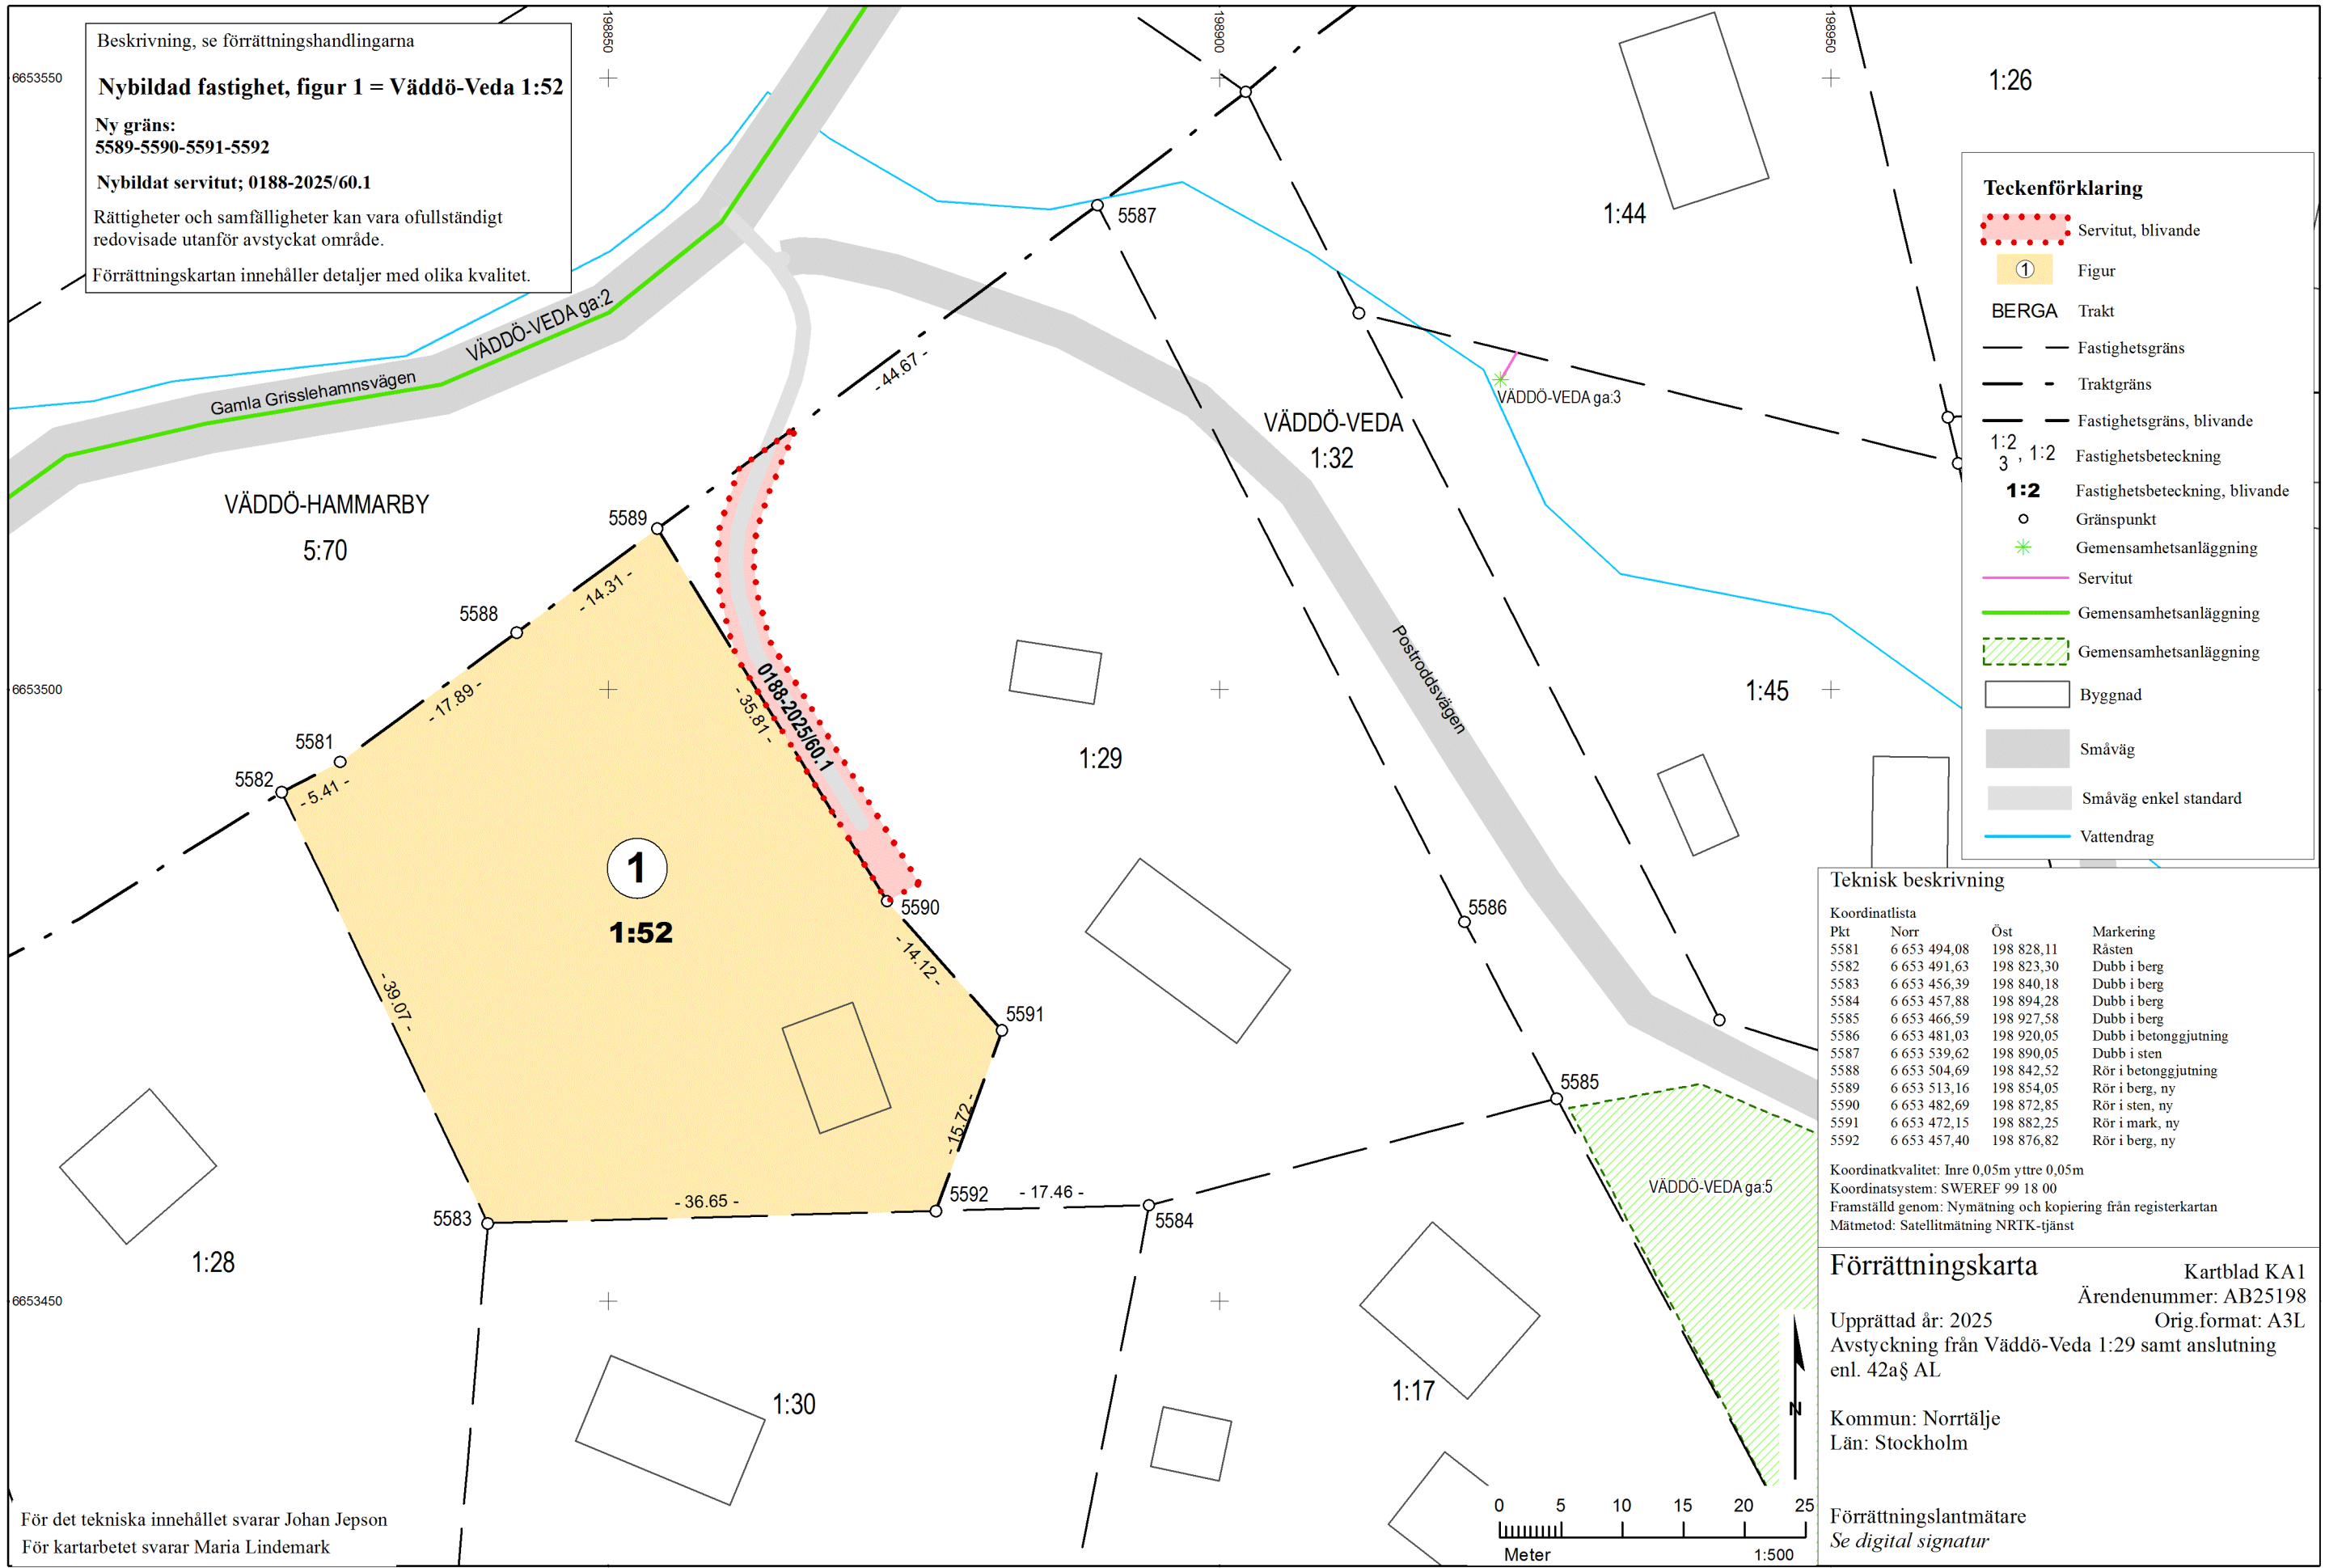 Beskrivning, se förrättningshandlingarna
Nybildad fastighet, figur 1 = Väddö-Veda 1:52
Ny gräns:
5589-5590-5591-5592
Nybildat servitut; 0188-2025/60.1
Rättigheter och samfälligheter kan vara ofullständigt
redovisade utanför avstyckat område.
Förrättningskartan innehåller detaljer med olika kvalitet.
198850
198900
198950
6653550
6653500
6653450
1:26
1:44
5587
VÄDDÖ-VEDA ga:2
Gamla Grisslehamnsvägen
- 44.67 -
VÄDDÖ-VEDA ga:3
VÄDDÖ-VEDA
1:32
VÄDDÖ-HAMMARBY
5:70
5589
- 14.31 -
5588
- 17.89 -
5581
5582
- 5.41 -
0188-2025/60.1
- 35.81 -
1:29
Postroddsvägen
1:45
1
1:52
5590
- 14.12 -
5586
- 39.07 -
5591
- 15.72 -
5585
5592
- 17.46 -
- 36.65 -
5583
5584
VÄDDÖ-VEDA ga:5
1:28
1:30
1:17
Teckenförklaring
Servitut, blivande
1 Figur
BERGA Trakt
Fastighetsgräns
Traktgräns
Fastighetsgräns, blivande
1:2
3 , 1:2 Fastighetsbeteckning
1:2 Fastighetsbeteckning, blivande
Gränspunkt
Gemensamhetsanläggning
Servitut
Gemensamhetsanläggning
Gemensamhetsanläggning
Byggnad
Småväg
Småväg enkel standard
Vattendrag
Teknisk beskrivning
Koordinatlista
Pkt Norr Öst Markering
5581 6 653 494,08 198 828,11 Råsten
5582 6 653 491,63 198 823,30 Dubb i berg
5583 6 653 456,39 198 840,18 Dubb i berg
5584 6 653 457,88 198 894,28 Dubb i berg
5585 6 653 466,59 198 927,58 Dubb i berg
5586 6 653 481,03 198 920,05 Dubb i betonggjutning
5587 6 653 539,62 198 890,05 Dubb i sten
5588 6 653 504,69 198 842,52 Rör i betonggjutning
5589 6 653 513,16 198 854,05 Rör i berg, ny
5590 6 653 482,69 198 872,85 Rör i sten, ny
5591 6 653 472,15 198 882,25 Rör i mark, ny
5592 6 653 457,40 198 876,82 Rör i berg, ny
Koordinatkvalitet: Inre 0,05m yttre 0,05m
Koordinatsystem: SWEREF 99 18 00
Framställd genom: Nymätning och kopiering från registerkartan
Mätmetod: Satellitmätning NRTK-tjänst
Förrättningskarta
Kartblad KA1
Ärendenummer: AB25198
Upprättad år: 2025 Orig.format: A3L
Avstyckning från Väddö-Veda 1:29 samt anslutning
enl. 42a§ AL
Kommun: Norrtälje
Län: Stockholm
Förrättningslantmätare
Se digital signatur
N
0 5 10 15 20 25
Meter 1:500
För det tekniska innehållet svarar Johan Jepson
För kartarbetet svarar Maria Lindemark